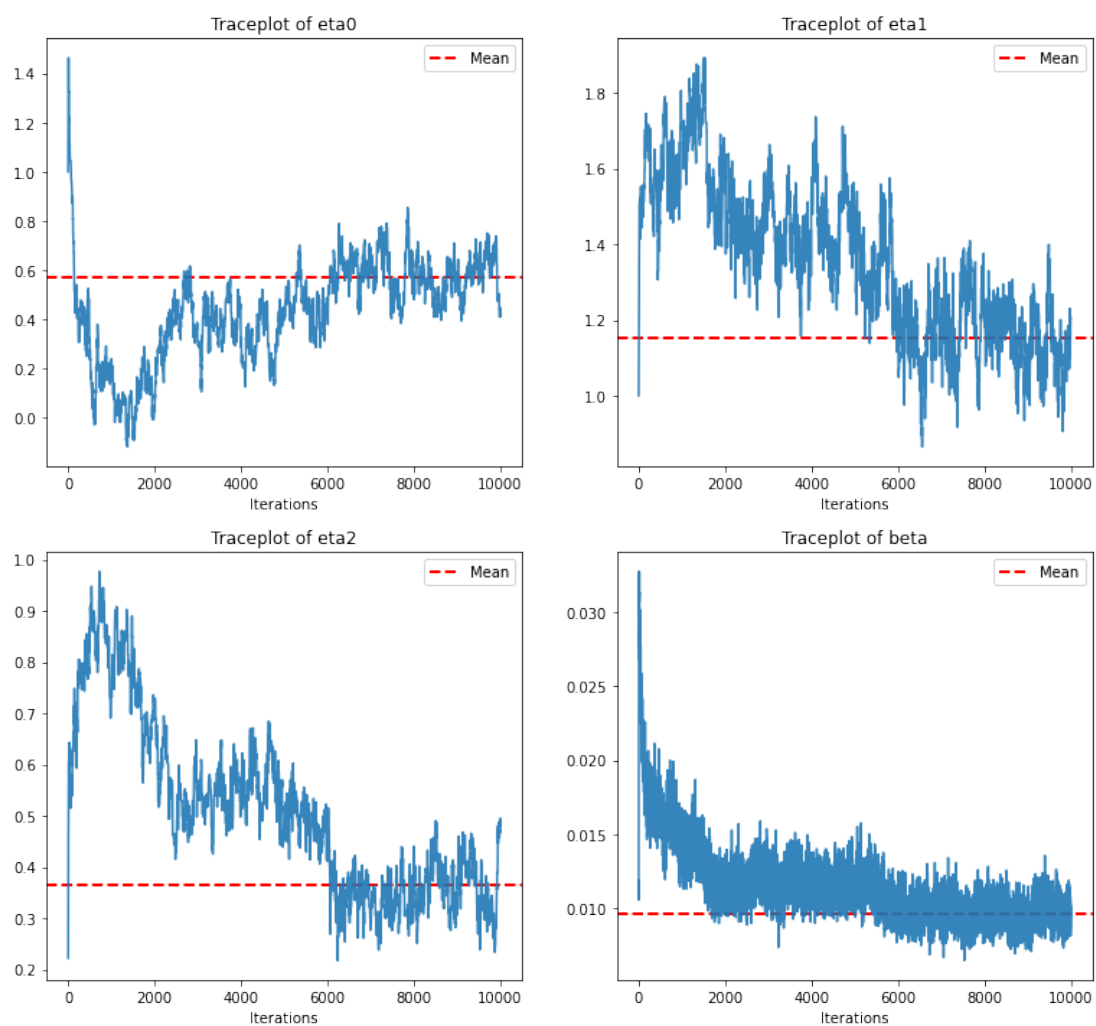 Traceplot of eta0
Mean
1.4
1.2
1.0
0.8
0.6
0.4
0.2
0.0
0 2000 4000 6000 8000 10000
Iterations
Traceplot of eta1
Mean
1.8
1.6
1.4
1.2
1.0
0 2000 4000 6000 8000 10000
Iterations
Traceplot of eta2
Mean
1.0
0.9
0.8
0.7
0.6
0.5
0.4
0.3
0.2
0 2000 4000 6000 8000 10000
Iterations
Traceplot of beta
Mean
0.030
0.025
0.020
0.015
0.010
0 2000 4000 6000 8000 10000
Iterations